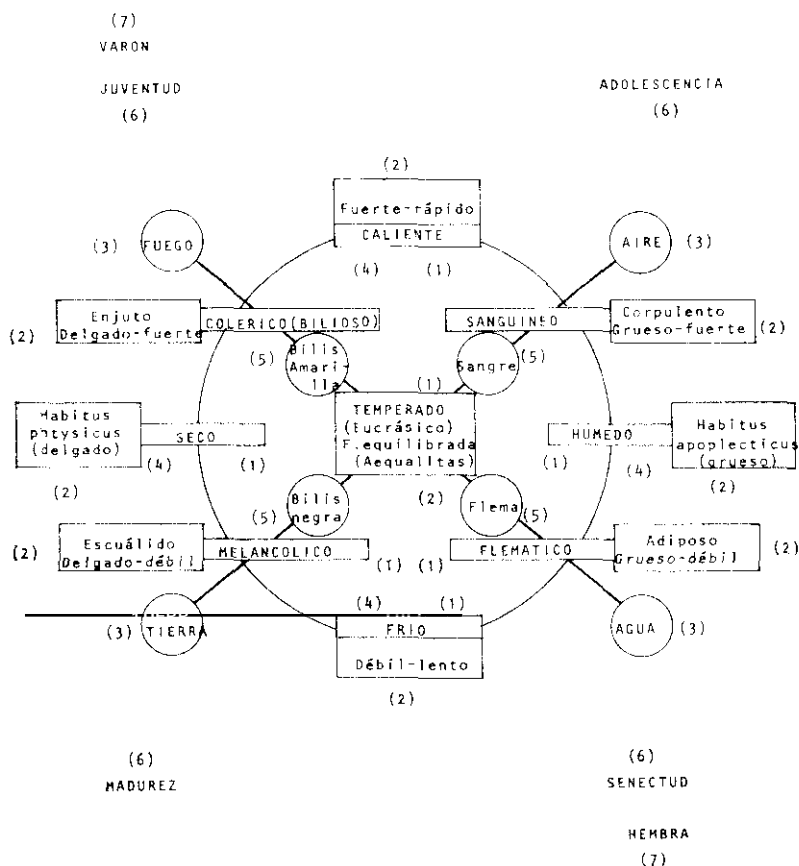 (7)
VARON
JUVENTUD
(6)
ADOLESCENCIA
(6)
(2)
Fuerte-rápido
CALIENTE
(4) (1)
(3) FUEGO
AIRE (3)
(2)
Enjuto
Delgado-fuerte
COLERICO(BILIOSO)
SANGUINEO
Corpulento
Grueso-fuerte
(2)
(5)
Bilis
Amari-
lla
Sangre
(5)
(1)
Habitus
phtysicus
(delgado)
SECO
(4) (1)
(2)
TEMPERADO
(Eucrásico)
F.equilibrada
(Aequalitas)
(2)
HUMEDO
(1) (4)
Habitus
apoplecticus
(grueso)
(2)
(5)
Bilis
negra
Flema
(5)
(2)
Escuálido
Delgado-débil
MELANCOLICO
(1) (1)
FLEMATICO
Adiposo
Grueso-débil
(2)
(4) (1)
(3) TIERRA
FRIO
Débil-lento
(2)
AGUA (3)
(6)
MADUREZ
(6)
SENECTUD
HEMBRA
(7)